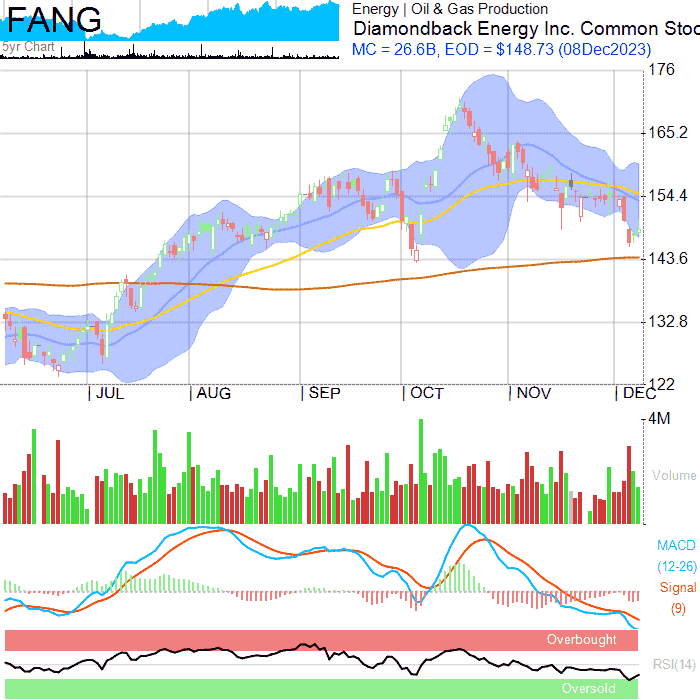 FANG
5yr Chart
Energy | Oil & Gas Production
Diamondback Energy Inc. Common Stoc
MC = 26.6B, EOD = $148.73 (08Dec2023)
176
165.2
154.4
143.6
132.8
122
JUL
AUG
SEP
OCT
NOV
DEC
4M
Volume
MACD
(12-26)
Signal
(9)
Overbought
RSI(14)
Oversold